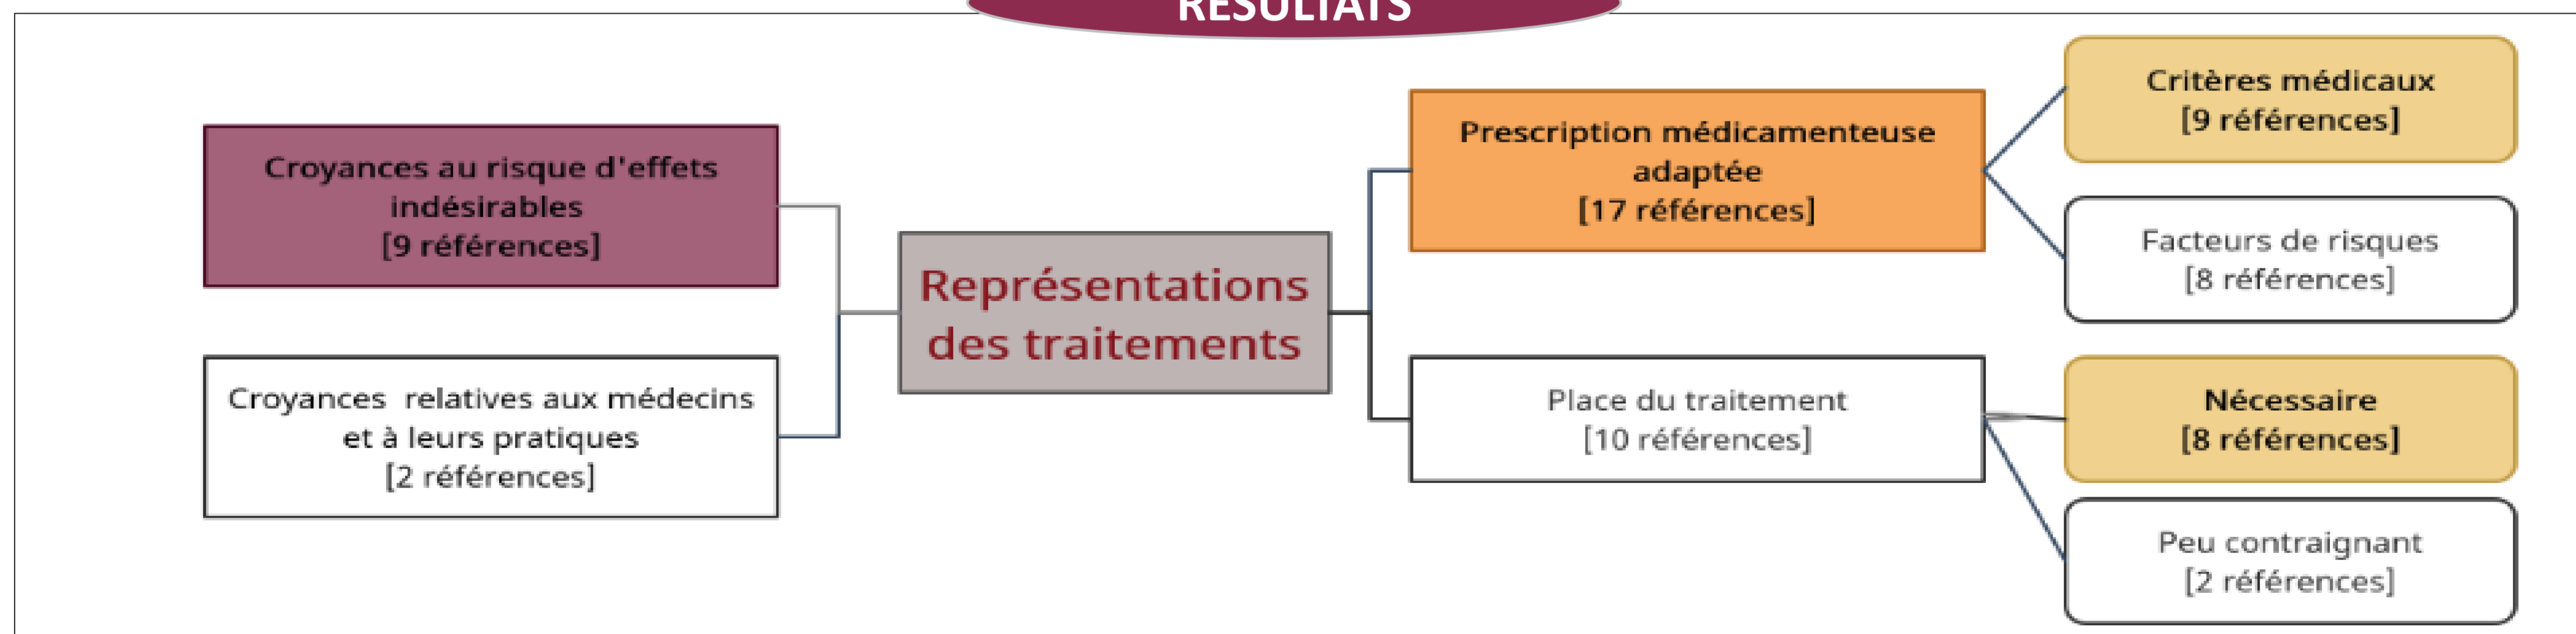 RESULTATS
Croyances au risque d'effets
indésirables
[9 références]
Croyances  relatives aux médecins
et à leurs pratiques
[2 références]
Représentations
des traitements
Prescription médicamenteuse
adaptée
[17 références]
Place du traitement
[10 références]
Critères médicaux
[9 références]
Facteurs de risques
[8 références]
Nécessaire
[8 références]
Peu contraignant
[2 références]